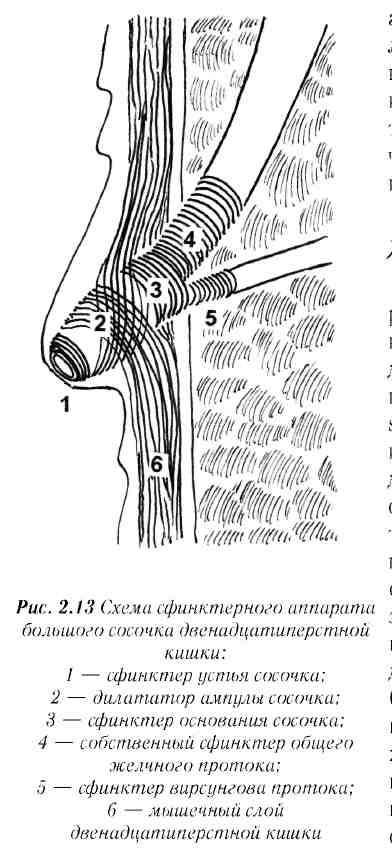 4
3
2
5
1
6
Рис. 2.13 Схема сфинктерного аппарата
большого сосочка двенадцатиперстной
кишки:
1 — сфинктер устья сосочка;
2 — дилататор ампулы сосочка;
3 — сфинктер основания сосочка;
4 — собственный сфинктер общего
желчного протока;
5 — сфинктер вирсунгова протока;
6 — мышечный слой
двенадцатиперстной кишки